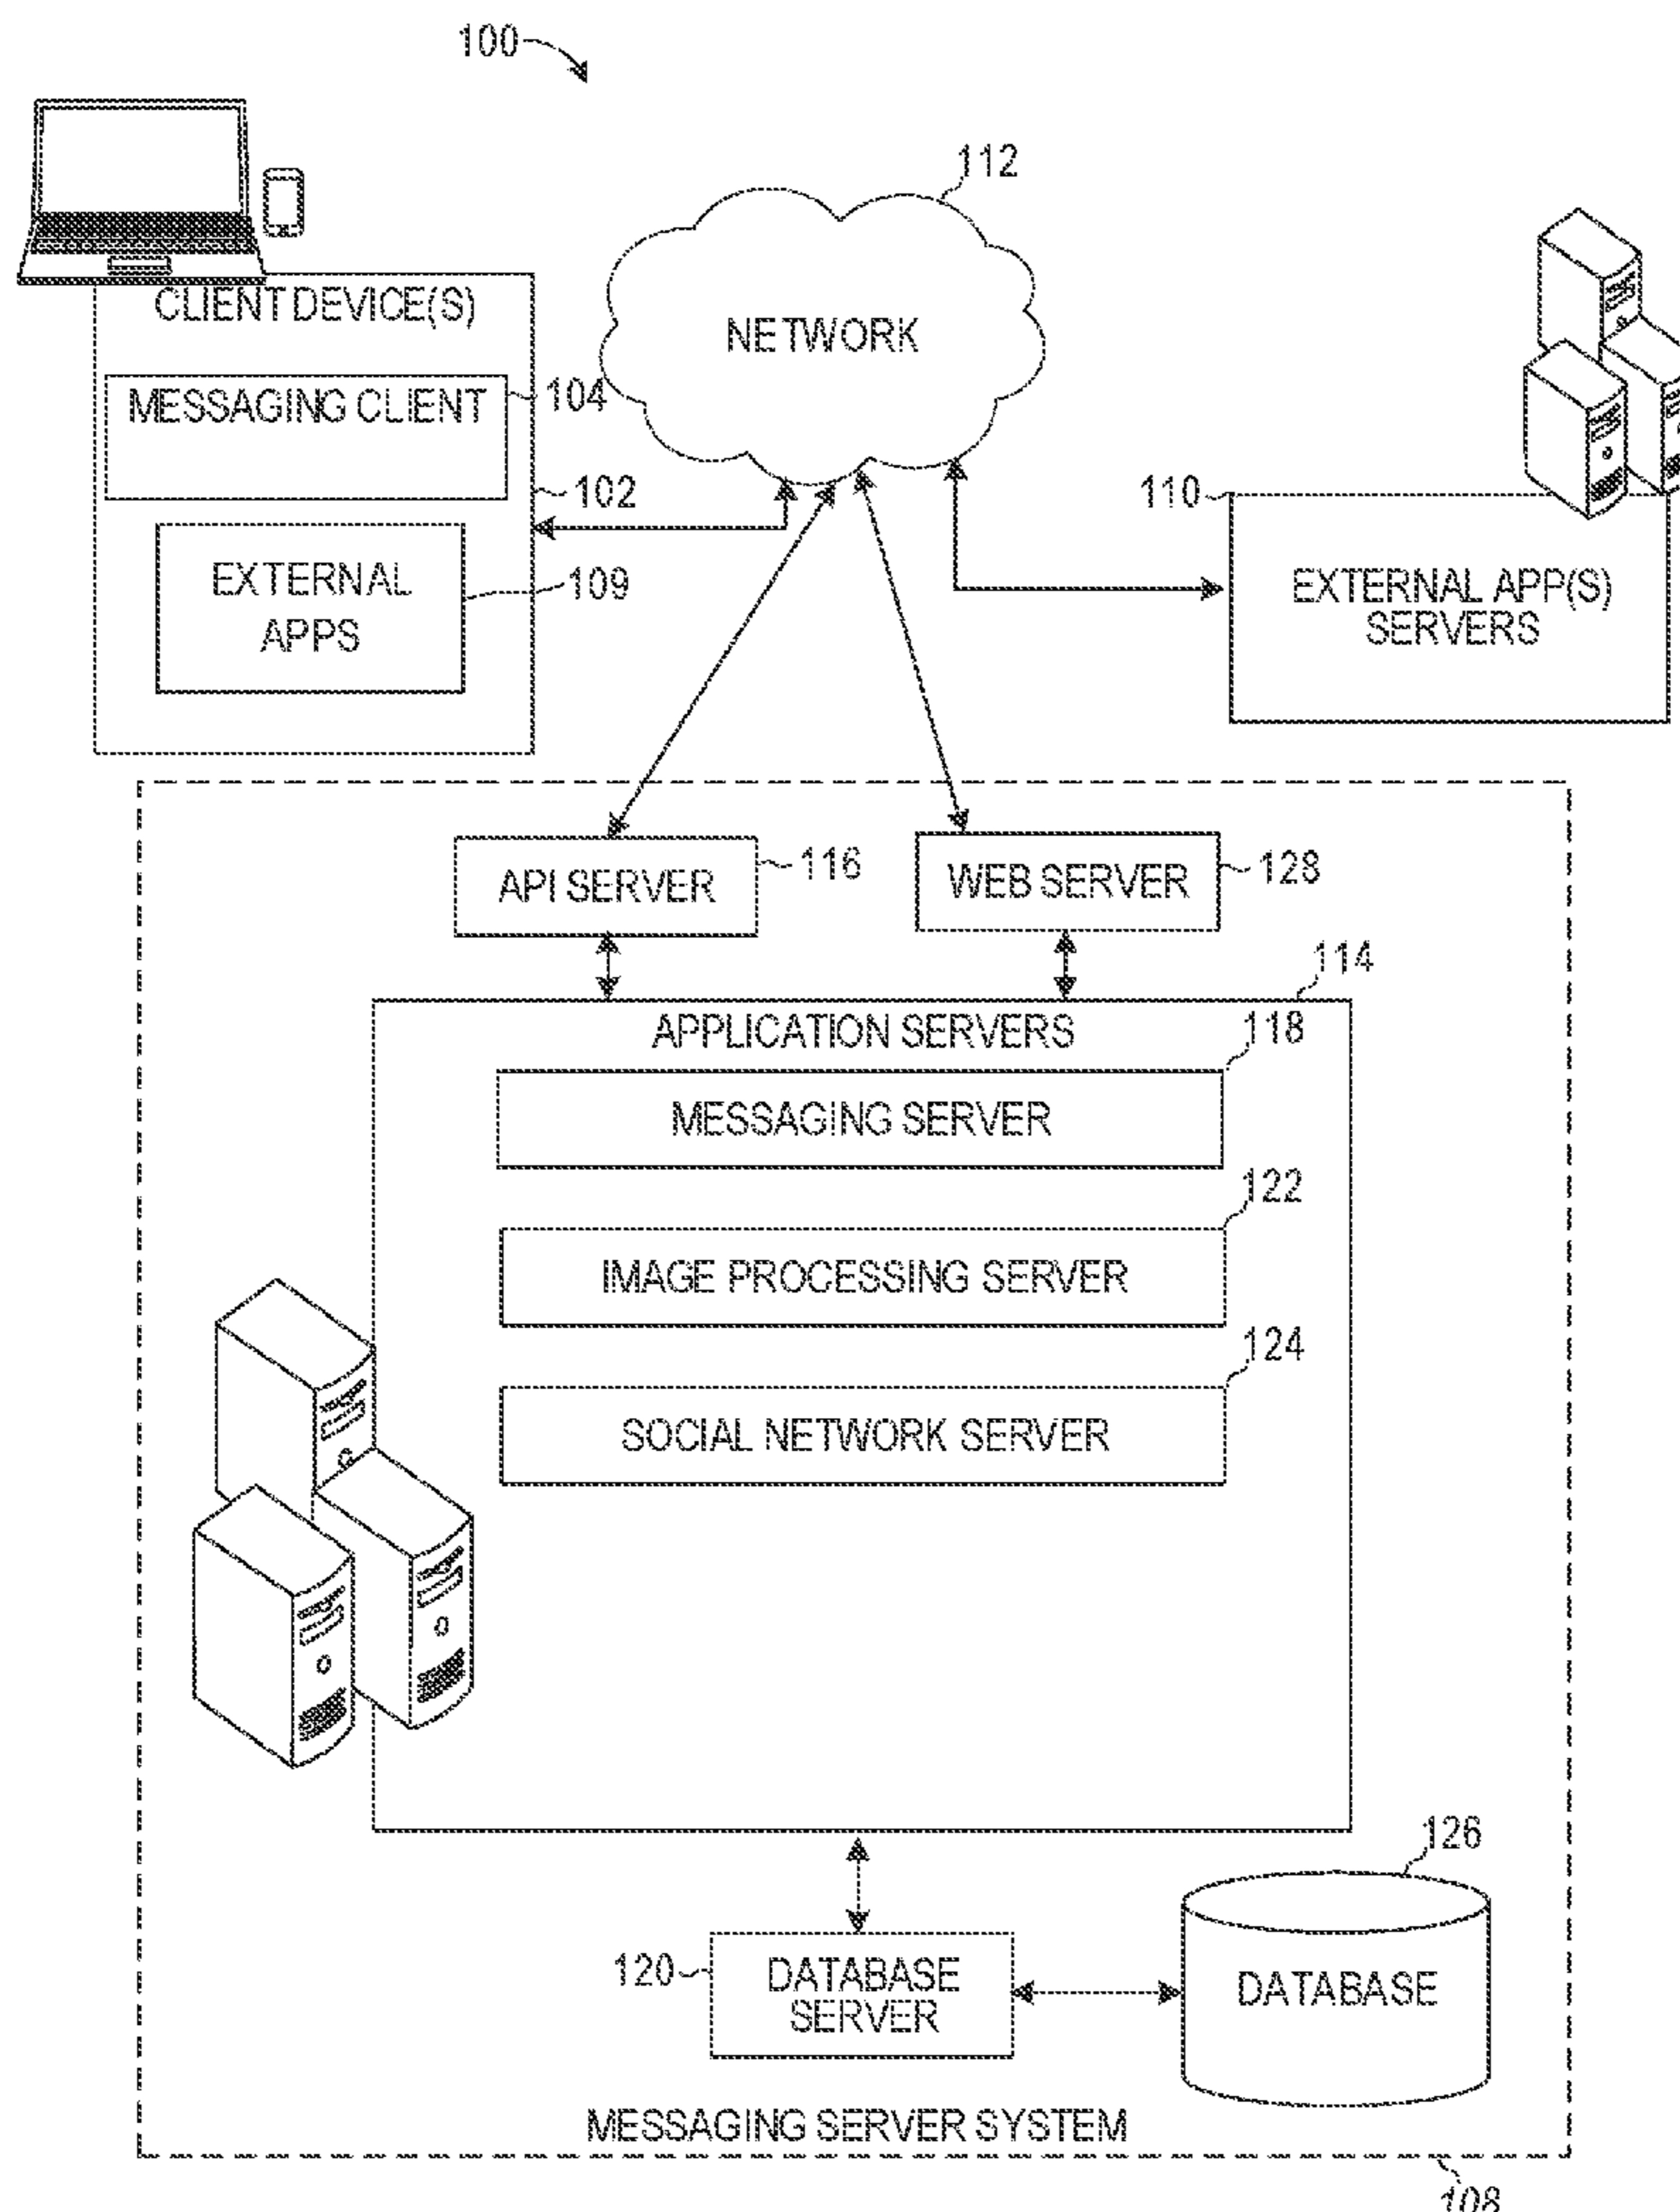 100
112
CLIENT DEVICE(S)
NETWORK
MESSAGING CLIENT
104
102
110
EXTERNAL
APPS
109
EXTERNAL APP(S)
SERVERS
API SERVER
116
WEB SERVER
128
114
APPLICATION SERVERS
118
MESSAGING SERVER
122
IMAGE PROCESSING SERVER
124
SOCIAL NETWORK SERVER
126
120
DATABASE
SERVER
DATABASE
MESSAGING SERVER SYSTEM
108